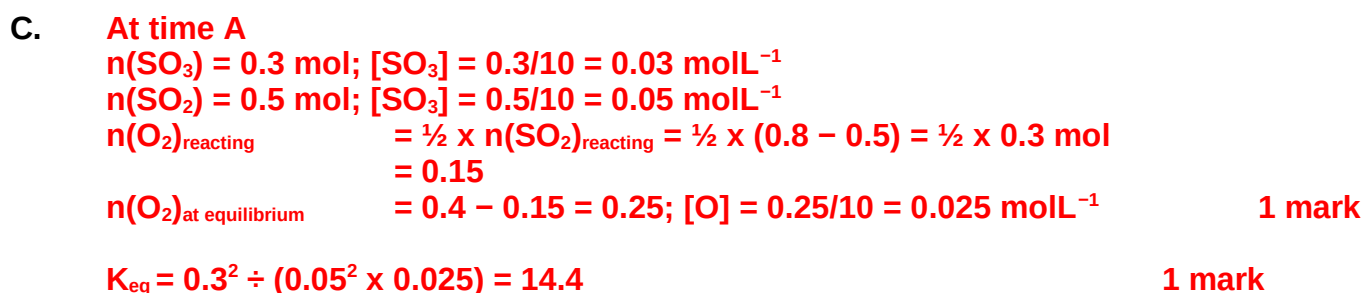 C. At time A
n(SO₃) = 0.3 mol; [SO₃] = 0.3/10 = 0.03 molL⁻¹
n(SO₂) = 0.5 mol; [SO₃] = 0.5/10 = 0.05 molL⁻¹
n(O₂)reacting = ½ x n(SO₂)reacting = ½ x (0.8 − 0.5) = ½ x 0.3 mol
= 0.15
n(O₂)at equilibrium = 0.4 − 0.15 = 0.25; [O] = 0.25/10 = 0.025 molL⁻¹ 1 mark
Keq = 0.3² ÷ (0.05² x 0.025) = 14.4 1 mark